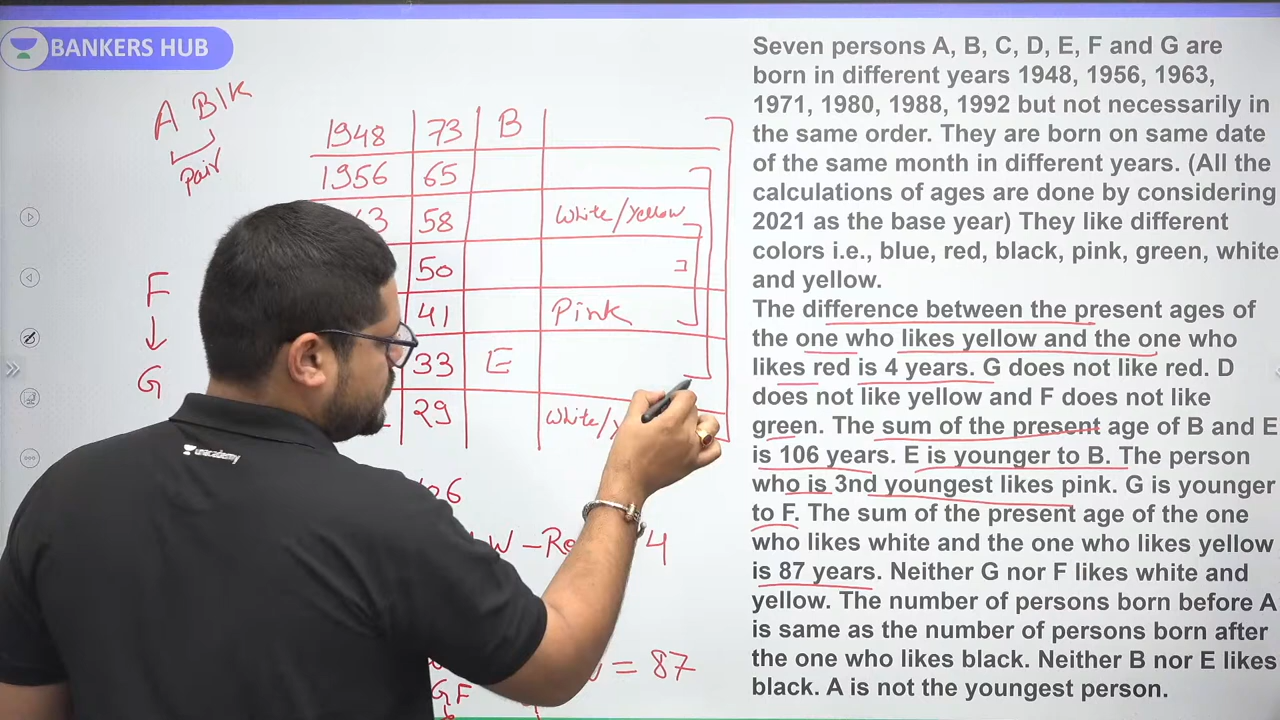 BANKERS HUB
A Blk
Pair
F
G
1948 73 B
1956 65
58 White/Yellow
50
41 Pink
33 E
29 White/
= 87
unacademy
Seven persons A, B, C, D, E, F and G are
born in different years 1948, 1956, 1963,
1971, 1980, 1988, 1992 but not necessarily in
the same order. They are born on same date
of the same month in different years. (All the
calculations of ages are done by considering
2021 as the base year) They like different
colors i.e., blue, red, black, pink, green, white
and yellow.
The difference between the present ages of
the one who likes yellow and the one who
likes red is 4 years. G does not like red. D
does not like yellow and F does not like
green. The sum of the present age of B and E
is 106 years. E is younger to B. The person
who is 3nd youngest likes pink. G is younger
to F. The sum of the present age of the one
who likes white and the one who likes yellow
is 87 years. Neither G nor F likes white and
yellow. The number of persons born before A
is same as the number of persons born after
the one who likes black. Neither B nor E likes
black. A is not the youngest person.